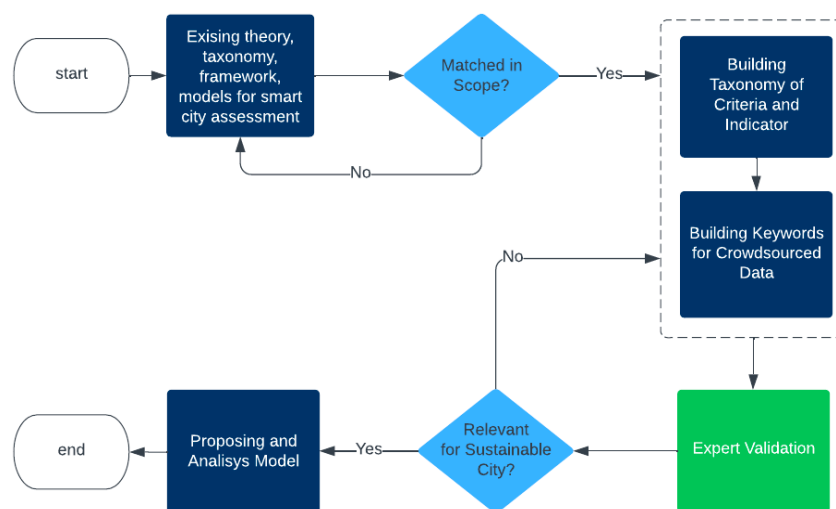 start
Exising theory,
taxonomy,
framework,
models for smart
city assessment
Matched in
Scope?
Yes
No
Building
Taxonomy of
Criteria and
Indicator
Building Keywords
for Crowdsourced
Data
No
Expert Validation
Relevant
for Sustainable
City?
Yes
Proposing and
Analisys Model
end